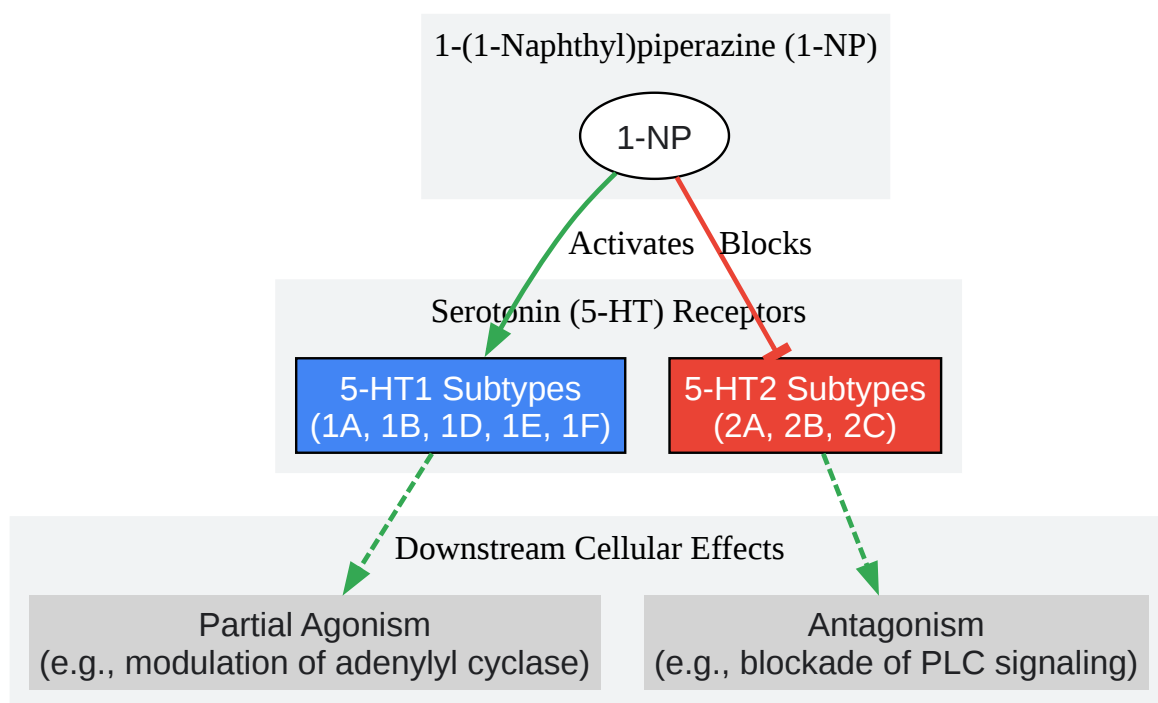 1-(1-Naphthyl)piperazine (1-NP)
1-NP
Activates
Blocks
Serotonin (5-HT) Receptors
5-HT1 Subtypes
(1A, 1B, 1D, 1E, 1F)
5-HT2 Subtypes
(2A, 2B, 2C)
Downstream Cellular Effects
Partial Agonism
(e.g., modulation of adenylyl cyclase)
Antagonism
(e.g., blockade of PLC signaling)